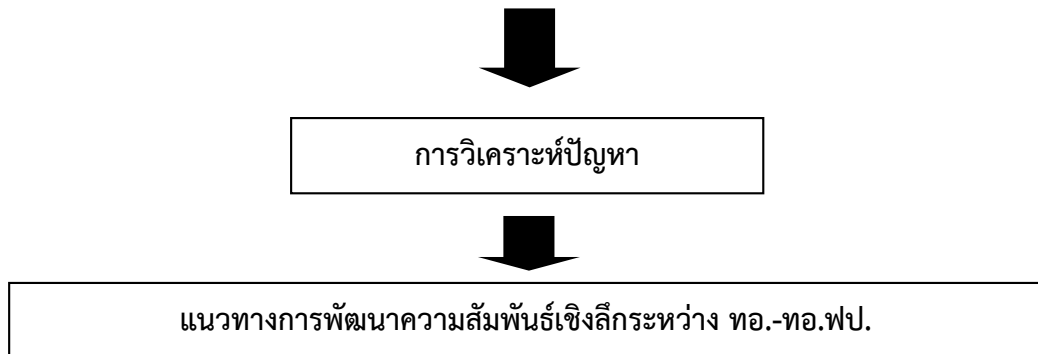 การวิเคราะห์ปัญหา
แนวทางการพัฒนาความสัมพันธ์เชิงลึกระหว่าง ทอ.-ทอ.ฟป.